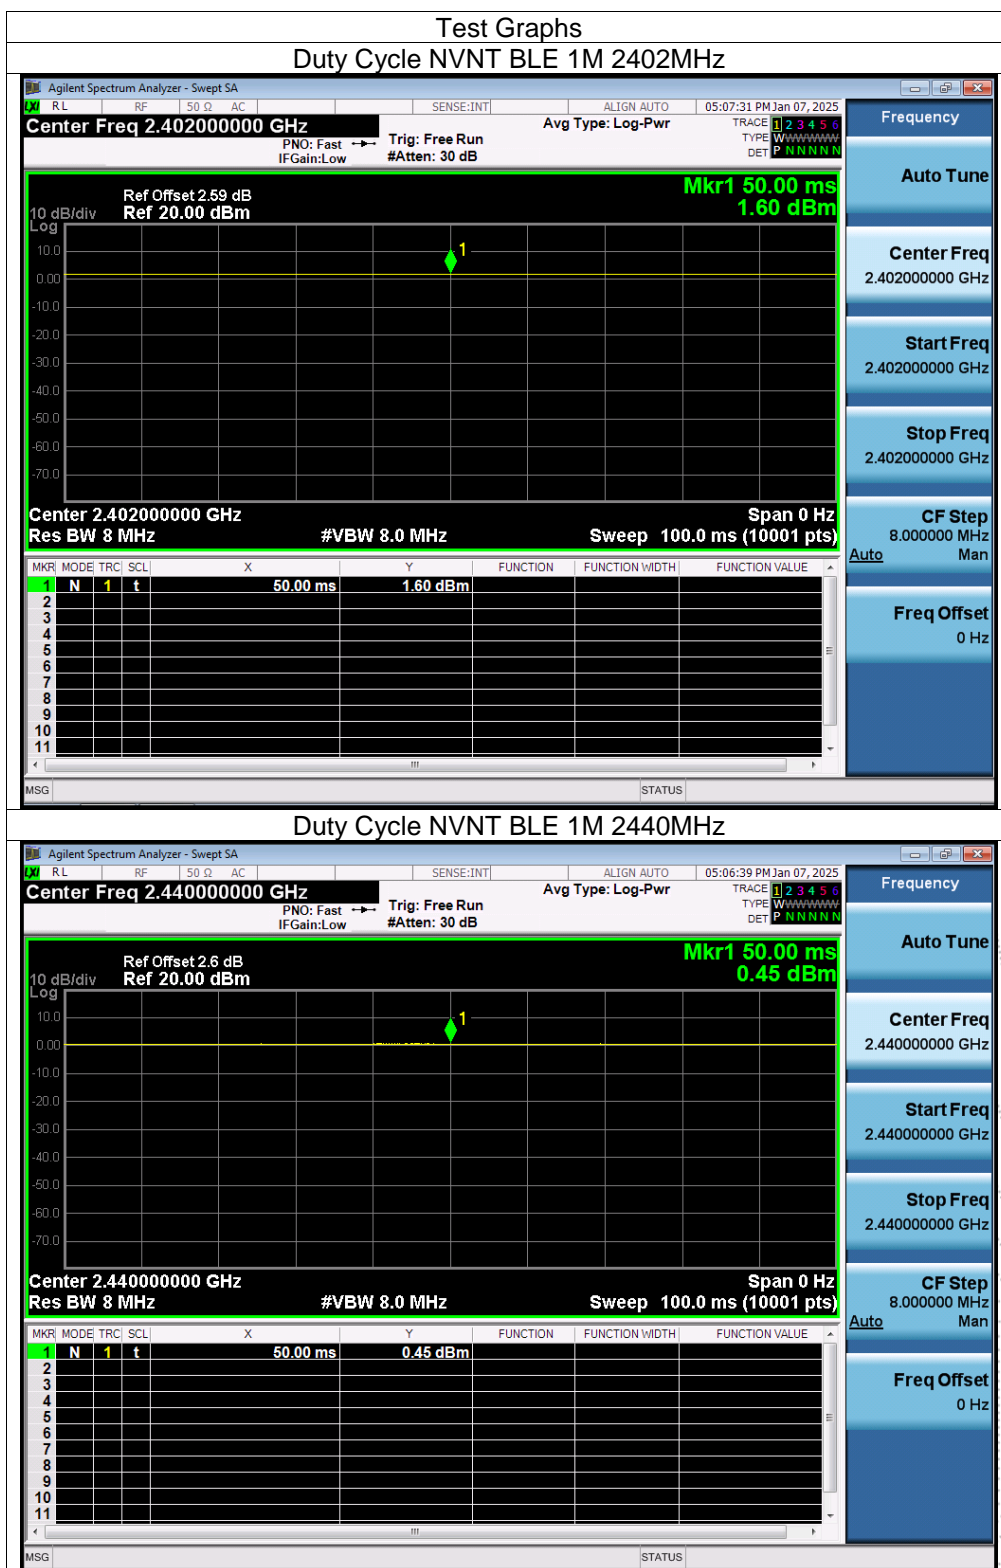 Test Graphs
Duty Cycle NVNT BLE 1M 2402MHz
Agilent Spectrum Analyzer - Swept SA
LXI RL RF 50 Ω AC SENSE:INT ALIGN AUTO 05:07:31 PM Jan 07, 2025
Center Freq 2.402000000 GHz Avg Type: Log-Pwr TRACE 1 2 3 4 5 6
PNO: Fast Trig: Free Run TYPE WWWWWW
IFGain:Low #Atten: 30 dB DET P N N N N N
Frequency
Mkr1 50.00 ms
1.60 dBm
Ref Offset 2.59 dB
10 dB/div Ref 20.00 dBm
Log
10.0
0.00
-10.0
-20.0
-30.0
-40.0
-50.0
-60.0
-70.0
1
Center 2.402000000 GHz Span 0 Hz
Res BW 8 MHz #VBW 8.0 MHz Sweep 100.0 ms (10001 pts)
MKR MODE TRC SCL X Y FUNCTION FUNCTION WIDTH FUNCTION VALUE
1 N 1 t 50.00 ms 1.60 dBm
2
3
4
5
6
7
8
9
10
11
MSG STATUS
Auto Tune
Center Freq
2.402000000 GHz
Start Freq
2.402000000 GHz
Stop Freq
2.402000000 GHz
CF Step
8.000000 MHz
Auto Man
Freq Offset
0 Hz
Duty Cycle NVNT BLE 1M 2440MHz
Agilent Spectrum Analyzer - Swept SA
LXI RL RF 50 Ω AC SENSE:INT ALIGN AUTO 05:06:39 PM Jan 07, 2025
Center Freq 2.440000000 GHz Avg Type: Log-Pwr TRACE 1 2 3 4 5 6
PNO: Fast Trig: Free Run TYPE WWWWWW
IFGain:Low #Atten: 30 dB DET P N N N N N
Frequency
Mkr1 50.00 ms
0.45 dBm
Ref Offset 2.6 dB
10 dB/div Ref 20.00 dBm
Log
10.0
0.00
-10.0
-20.0
-30.0
-40.0
-50.0
-60.0
-70.0
1
Center 2.440000000 GHz Span 0 Hz
Res BW 8 MHz #VBW 8.0 MHz Sweep 100.0 ms (10001 pts)
MKR MODE TRC SCL X Y FUNCTION FUNCTION WIDTH FUNCTION VALUE
1 N 1 t 50.00 ms 0.45 dBm
2
3
4
5
6
7
8
9
10
11
MSG STATUS
Auto Tune
Center Freq
2.440000000 GHz
Start Freq
2.440000000 GHz
Stop Freq
2.440000000 GHz
CF Step
8.000000 MHz
Auto Man
Freq Offset
0 Hz